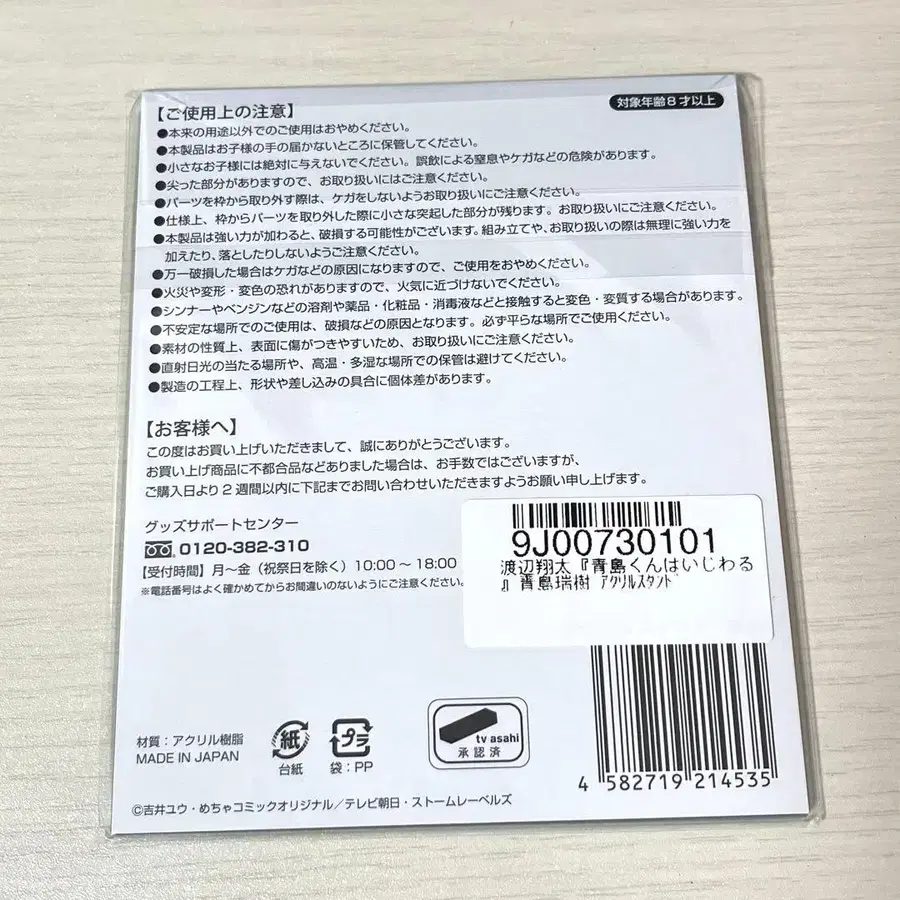 【ご使用上の注意】
対象年齢8才以上
●本来の用途以外でのご使用はおやめください。
●本製品はお子様の手の届かないところに保管してください。
●小さなお子様には絶対に与えないでください。誤飲による窒息やケガなどの危険があります。
●尖った部分がありますので、お取り扱いにはご注意ください。
●パーツを枠から取り外す際は、ケガをしないようお取り扱いにご注意ください。
●仕様上、枠からパーツを取り外した際に小さな突起した部分が残ります。お取り扱いにご注意ください。
●本製品は強い力が加わると、破損する可能性がございます。組み立てや、お取り扱いの際は無理に強い力を
加えたり、落としたりしないようご注意ください。
●万一破損した場合はケガなどの原因になりますので、ご使用をおやめください。
●火災や変形・変色の恐れがありますので、火気に近づけないでください。
●シンナーやベンジンなどの溶剤や薬品・化粧品・消毒液などと接触すると変色・変質する場合があります。
●不安定な場所でのご使用は、破損などの原因となります。必ず平らな場所でご使用ください。
●素材の性質上、表面に傷がつきやすいため、お取り扱いにご注意ください。
●直射日光の当たる場所や、高温・多湿な場所での保管は避けてください。
●製造の工程上、形状や差し込みの具合に個体差があります。
【お客様へ】
この度はお買い上げいただきまして、誠にありがとうございます。
お買い上げ商品に不都合品などありました場合は、お手数ではございますが、
ご購入日より2週間以内に下記までお問い合わせいただきますようお願い申し上げます。
グッズサポートセンター
0120-382-310
【受付時間】月〜金（祝祭日を除く）10:00〜18:00
※電話番号はよく確かめてからお間違いのないようにご注意ください。
9J00730101
渡辺翔太『青島くんはいじわる
』青島瑞樹 ｱｸﾘﾙｽﾀﾝﾄﾞ
材質：アクリル樹脂
MADE IN JAPAN
紙
台紙
プラ
袋：PP
tv asahi
承認済
4 582719 214535
©吉井ユウ・めちゃコミックオリジナル／テレビ朝日・ストームレーベルズ